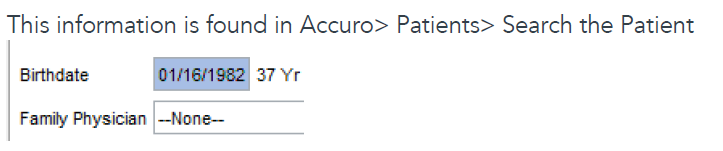 This information is found in Accuro> Patients> Search the Patient
Birthdate 01/16/1982 37 Yr
Family Physician --None--